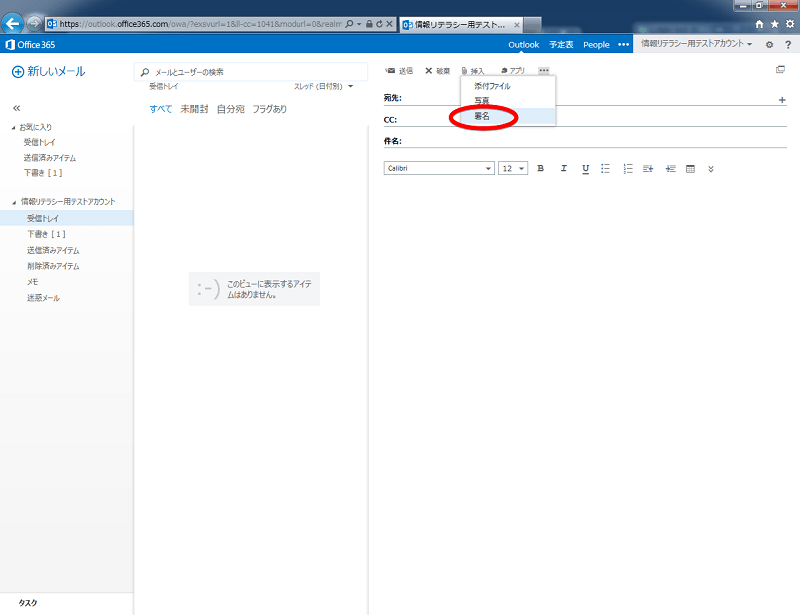 https://outlook.office365.com/owa/?exsvurl=1&ll-cc=1041&modurl=0&realm
情報リテラシー用テスト...
Office 365
Outlook 予定表 People •••
情報リテラシー用テストアカウント
新しいメール
メールとユーザーの検索
送信 破棄 挿入 アプリ •••
受信トレイ
スレッド (日付別)
添付ファイル
写真
署名
すべて 未開封 自分宛 フラグあり
宛先:
CC:
件名:
Calibri
12
B I U
«
お気に入り
受信トレイ
送信済みアイテム
下書き [ 1 ]
情報リテラシー用テストアカウント
受信トレイ
下書き [ 1 ]
送信済みアイテム
削除済みアイテム
メモ
迷惑メール
:-)
このビューに表示するアイテ
ムはありません。
タスク